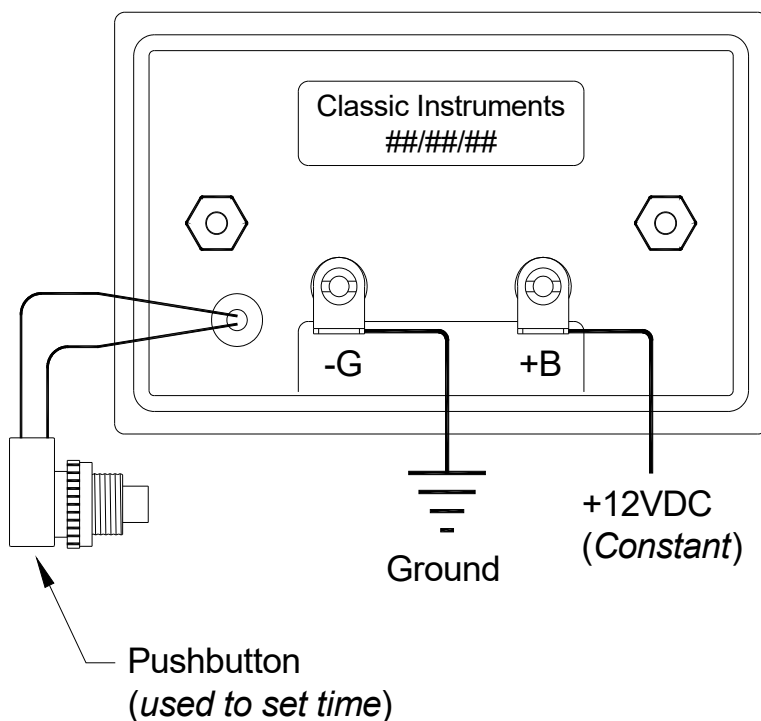 Classic Instruments
##/##/##
-G
+B
+12VDC
(Constant)
Ground
Pushbutton
(used to set time)